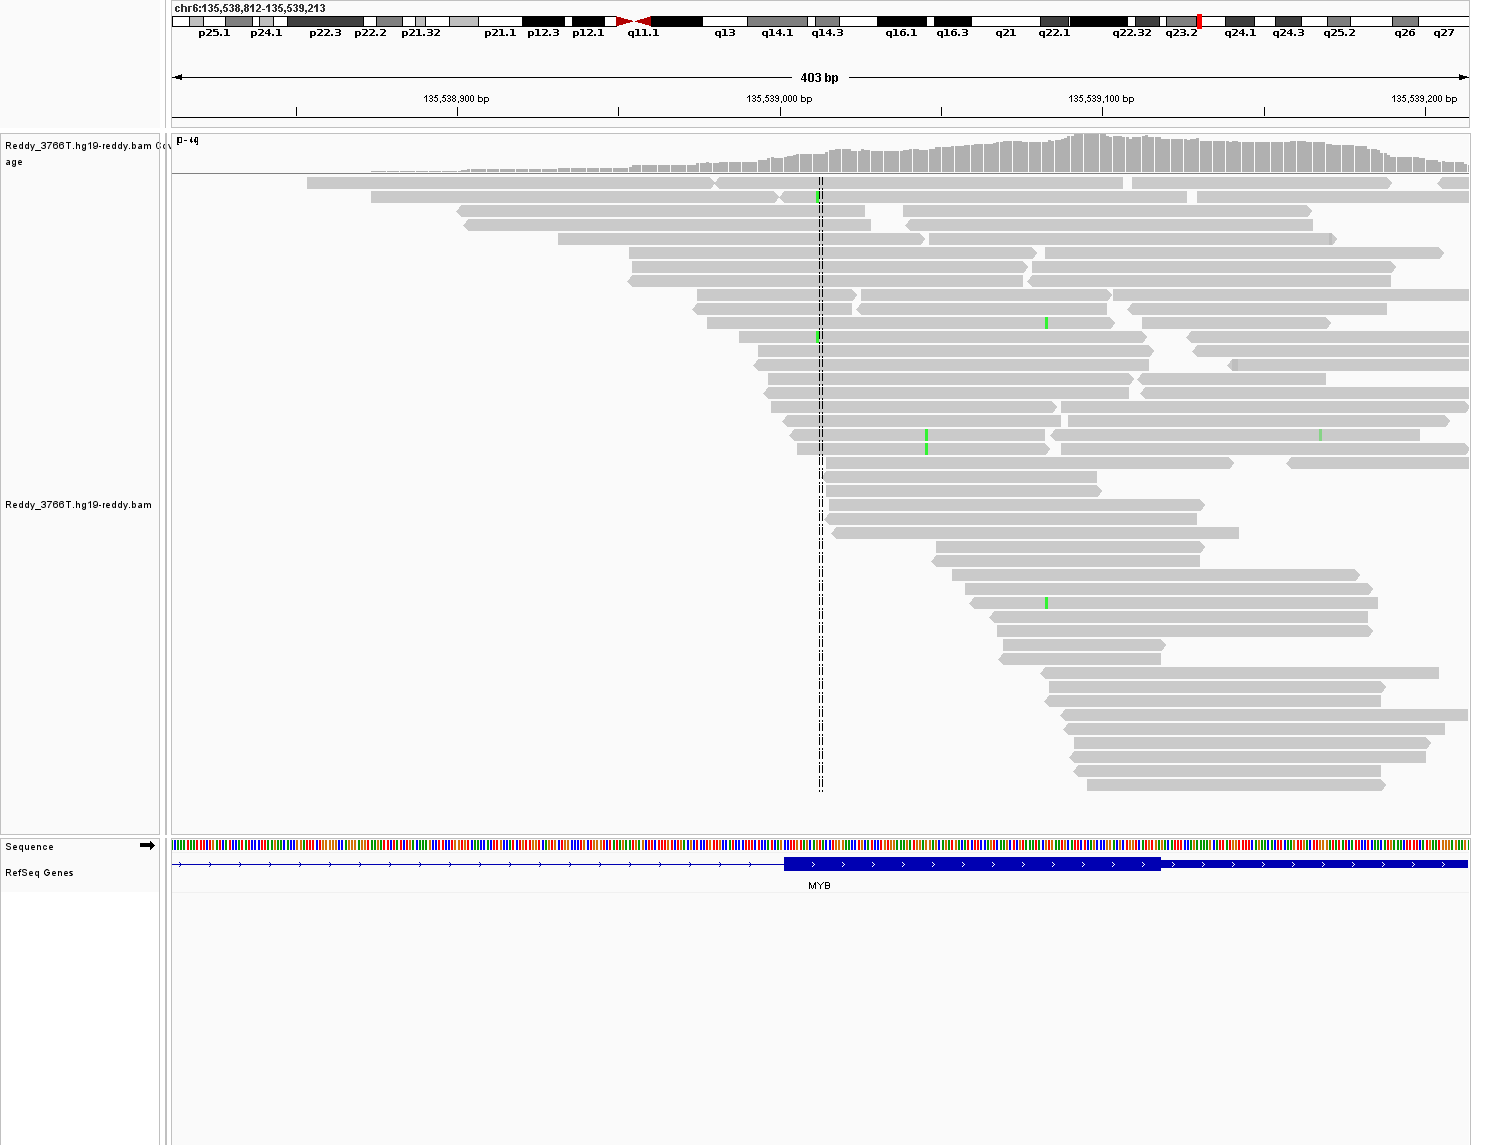 chr6:135,538,812-135,539,213
p25.1 p24.1 p22.3 p22.2 p21.32 p21.1 p12.3 p12.1 q11.1 q13 q14.1 q14.3 q16.1 q16.3 q21 q22.1 q22.32 q23.2 q24.1 q24.3 q25.2 q26 q27
403 bp
135,538,900 bp 135,539,000 bp 135,539,100 bp 135,539,200 bp
Reddy_3766T.hg19-reddy.bam Cov
age
[0 - 44]
Reddy_3766T.hg19-reddy.bam
Sequence
RefSeq Genes
MYB